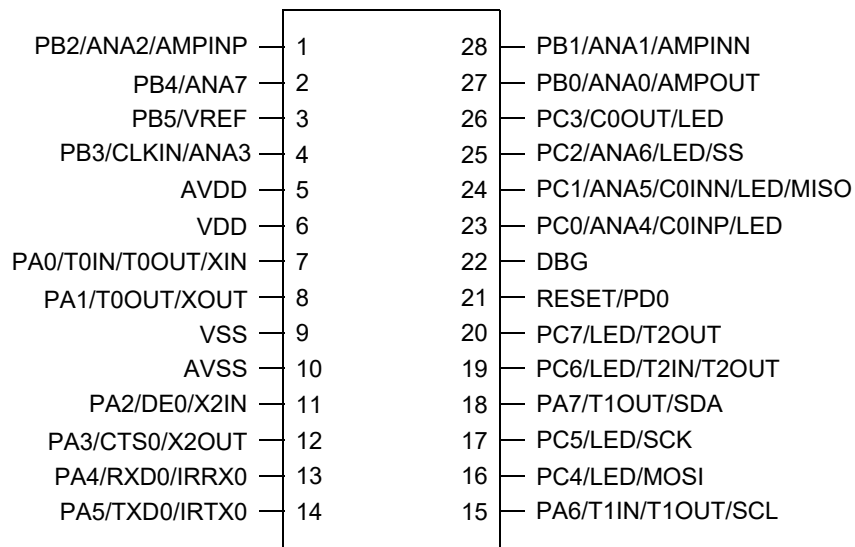 PB2/ANA2/AMPINP 1 28 PB1/ANA1/AMPINN
PB4/ANA7 2 27 PB0/ANA0/AMPOUT
PB5/VREF 3 26 PC3/C0OUT/LED
PB3/CLKIN/ANA3 4 25 PC2/ANA6/LED/SS
AVDD 5 24 PC1/ANA5/C0INN/LED/MISO
VDD 6 23 PC0/ANA4/C0INP/LED
PA0/T0IN/T0OUT/XIN 7 22 DBG
PA1/T0OUT/XOUT 8 21 RESET/PD0
VSS 9 20 PC7/LED/T2OUT
AVSS 10 19 PC6/LED/T2IN/T2OUT
PA2/DE0/X2IN 11 18 PA7/T1OUT/SDA
PA3/CTS0/X2OUT 12 17 PC5/LED/SCK
PA4/RXD0/IRRX0 13 16 PC4/LED/MOSI
PA5/TXD0/IRTX0 14 15 PA6/T1IN/T1OUT/SCL